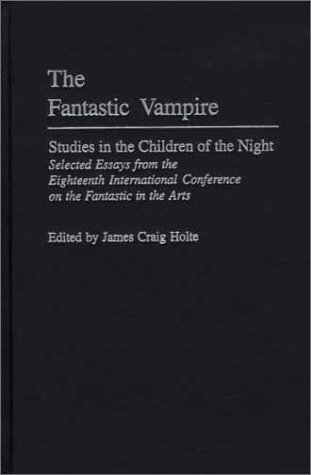 The
Fantastic Vampire
Studies in the Children of the Night
Selected Essays from the
Eighteenth International Conference
on the Fantastic in the Arts
Edited by James Craig Holte